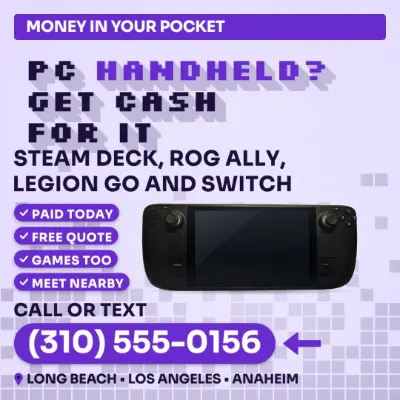 MONEY IN YOUR POCKET
PC HANDHELD?
GET CASH
FOR IT
STEAM DECK, ROG ALLY,
LEGION GO AND SWITCH
✓ PAID TODAY
✓ FREE QUOTE
✓ GAMES TOO
✓ MEET NEARBY
CALL OR TEXT
(310) 555-0156
LONG BEACH • LOS ANGELES • ANAHEIM